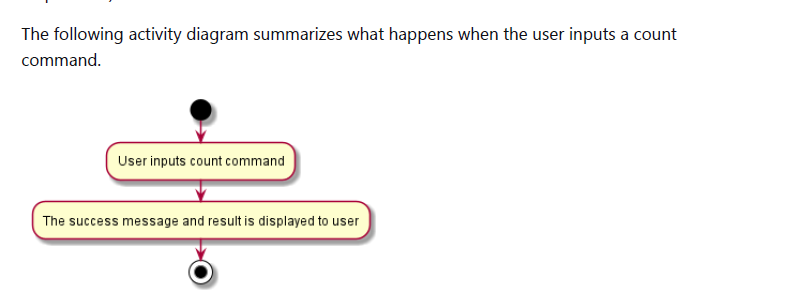 The following activity diagram summarizes what happens when the user inputs a count
command.
User inputs count command
The success message and result is displayed to user